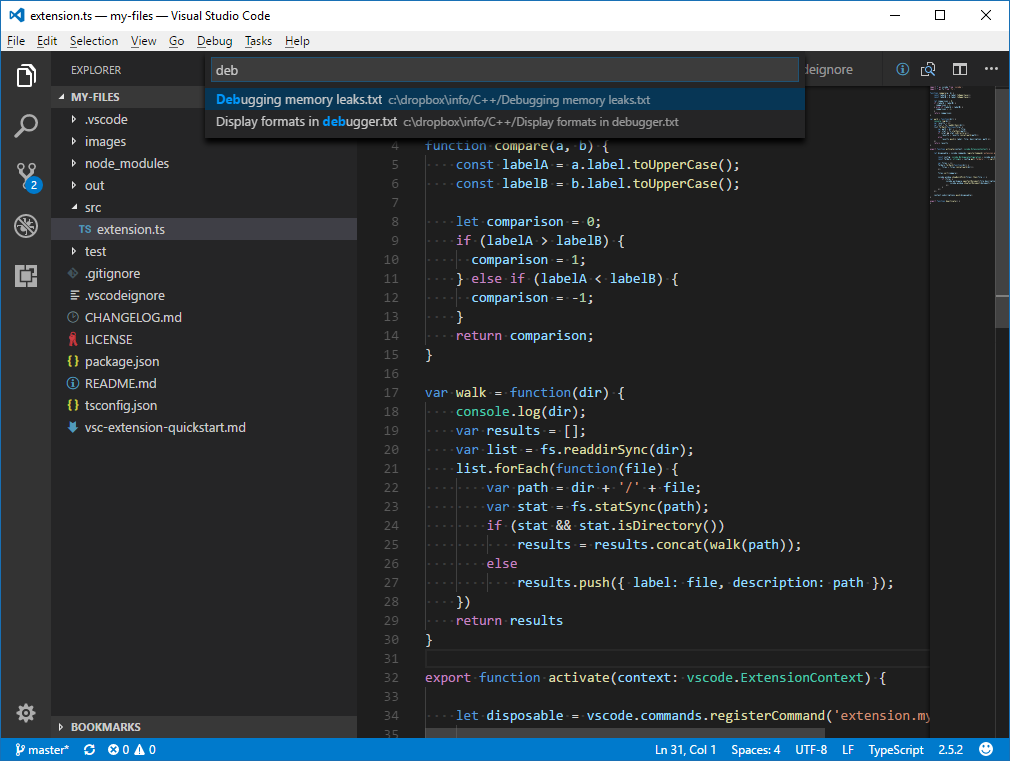 extension.ts — my-files — Visual Studio Code
File Edit Selection View Go Debug Tasks Help
EXPLORER
deb
deignore
Debugging memory leaks.txt c:\dropbox\info/C++/Debugging memory leaks.txt
Display formats in debugger.txt c:\dropbox\info/C++/Display formats in debugger.txt
MY-FILES
.vscode
images
node_modules
out
src
TS extension.ts
test
.gitignore
.vscodeignore
CHANGELOG.md
LICENSE
{} package.json
README.md
{} tsconfig.json
vsc-extension-quickstart.md
BOOKMARKS
2
4 function compare(a, b) {
5 const labelA = a.label.toUpperCase();
6 const labelB = b.label.toUpperCase();
7
8 let comparison = 0;
9 if (labelA > labelB) {
10 comparison = 1;
11 } else if (labelA < labelB) {
12 comparison = -1;
13 }
14 return comparison;
15 }
16
17 var walk = function(dir) {
18 console.log(dir);
19 var results = [];
20 var list = fs.readdirSync(dir);
21 list.forEach(function(file) {
22 var path = dir + '/' + file;
23 var stat = fs.statSync(path);
24 if (stat && stat.isDirectory())
25 results = results.concat(walk(path));
26 else
27 results.push({ label: file, description: path });
28 })
29 return results
30 }
31
32 export function activate(context: vscode.ExtensionContext) {
33
34 let disposable = vscode.commands.registerCommand('extension.my
35
master* 0 0 Ln 31, Col 1 Spaces: 4 UTF-8 LF TypeScript 2.5.2